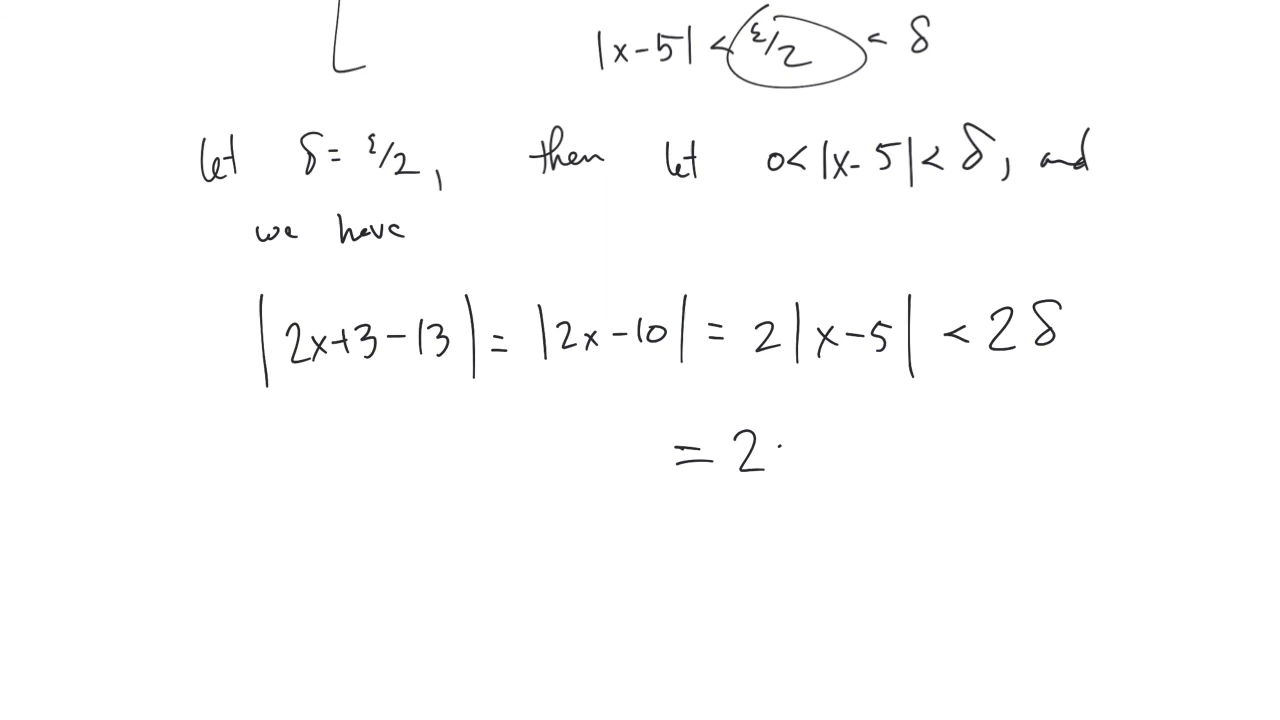 |x-5| < ε/2 < δ
let δ = ε/2, then let 0 < |x-5| < δ, and
we have
|2x+3-13| = |2x-10| = 2|x-5| < 2δ
= 2·